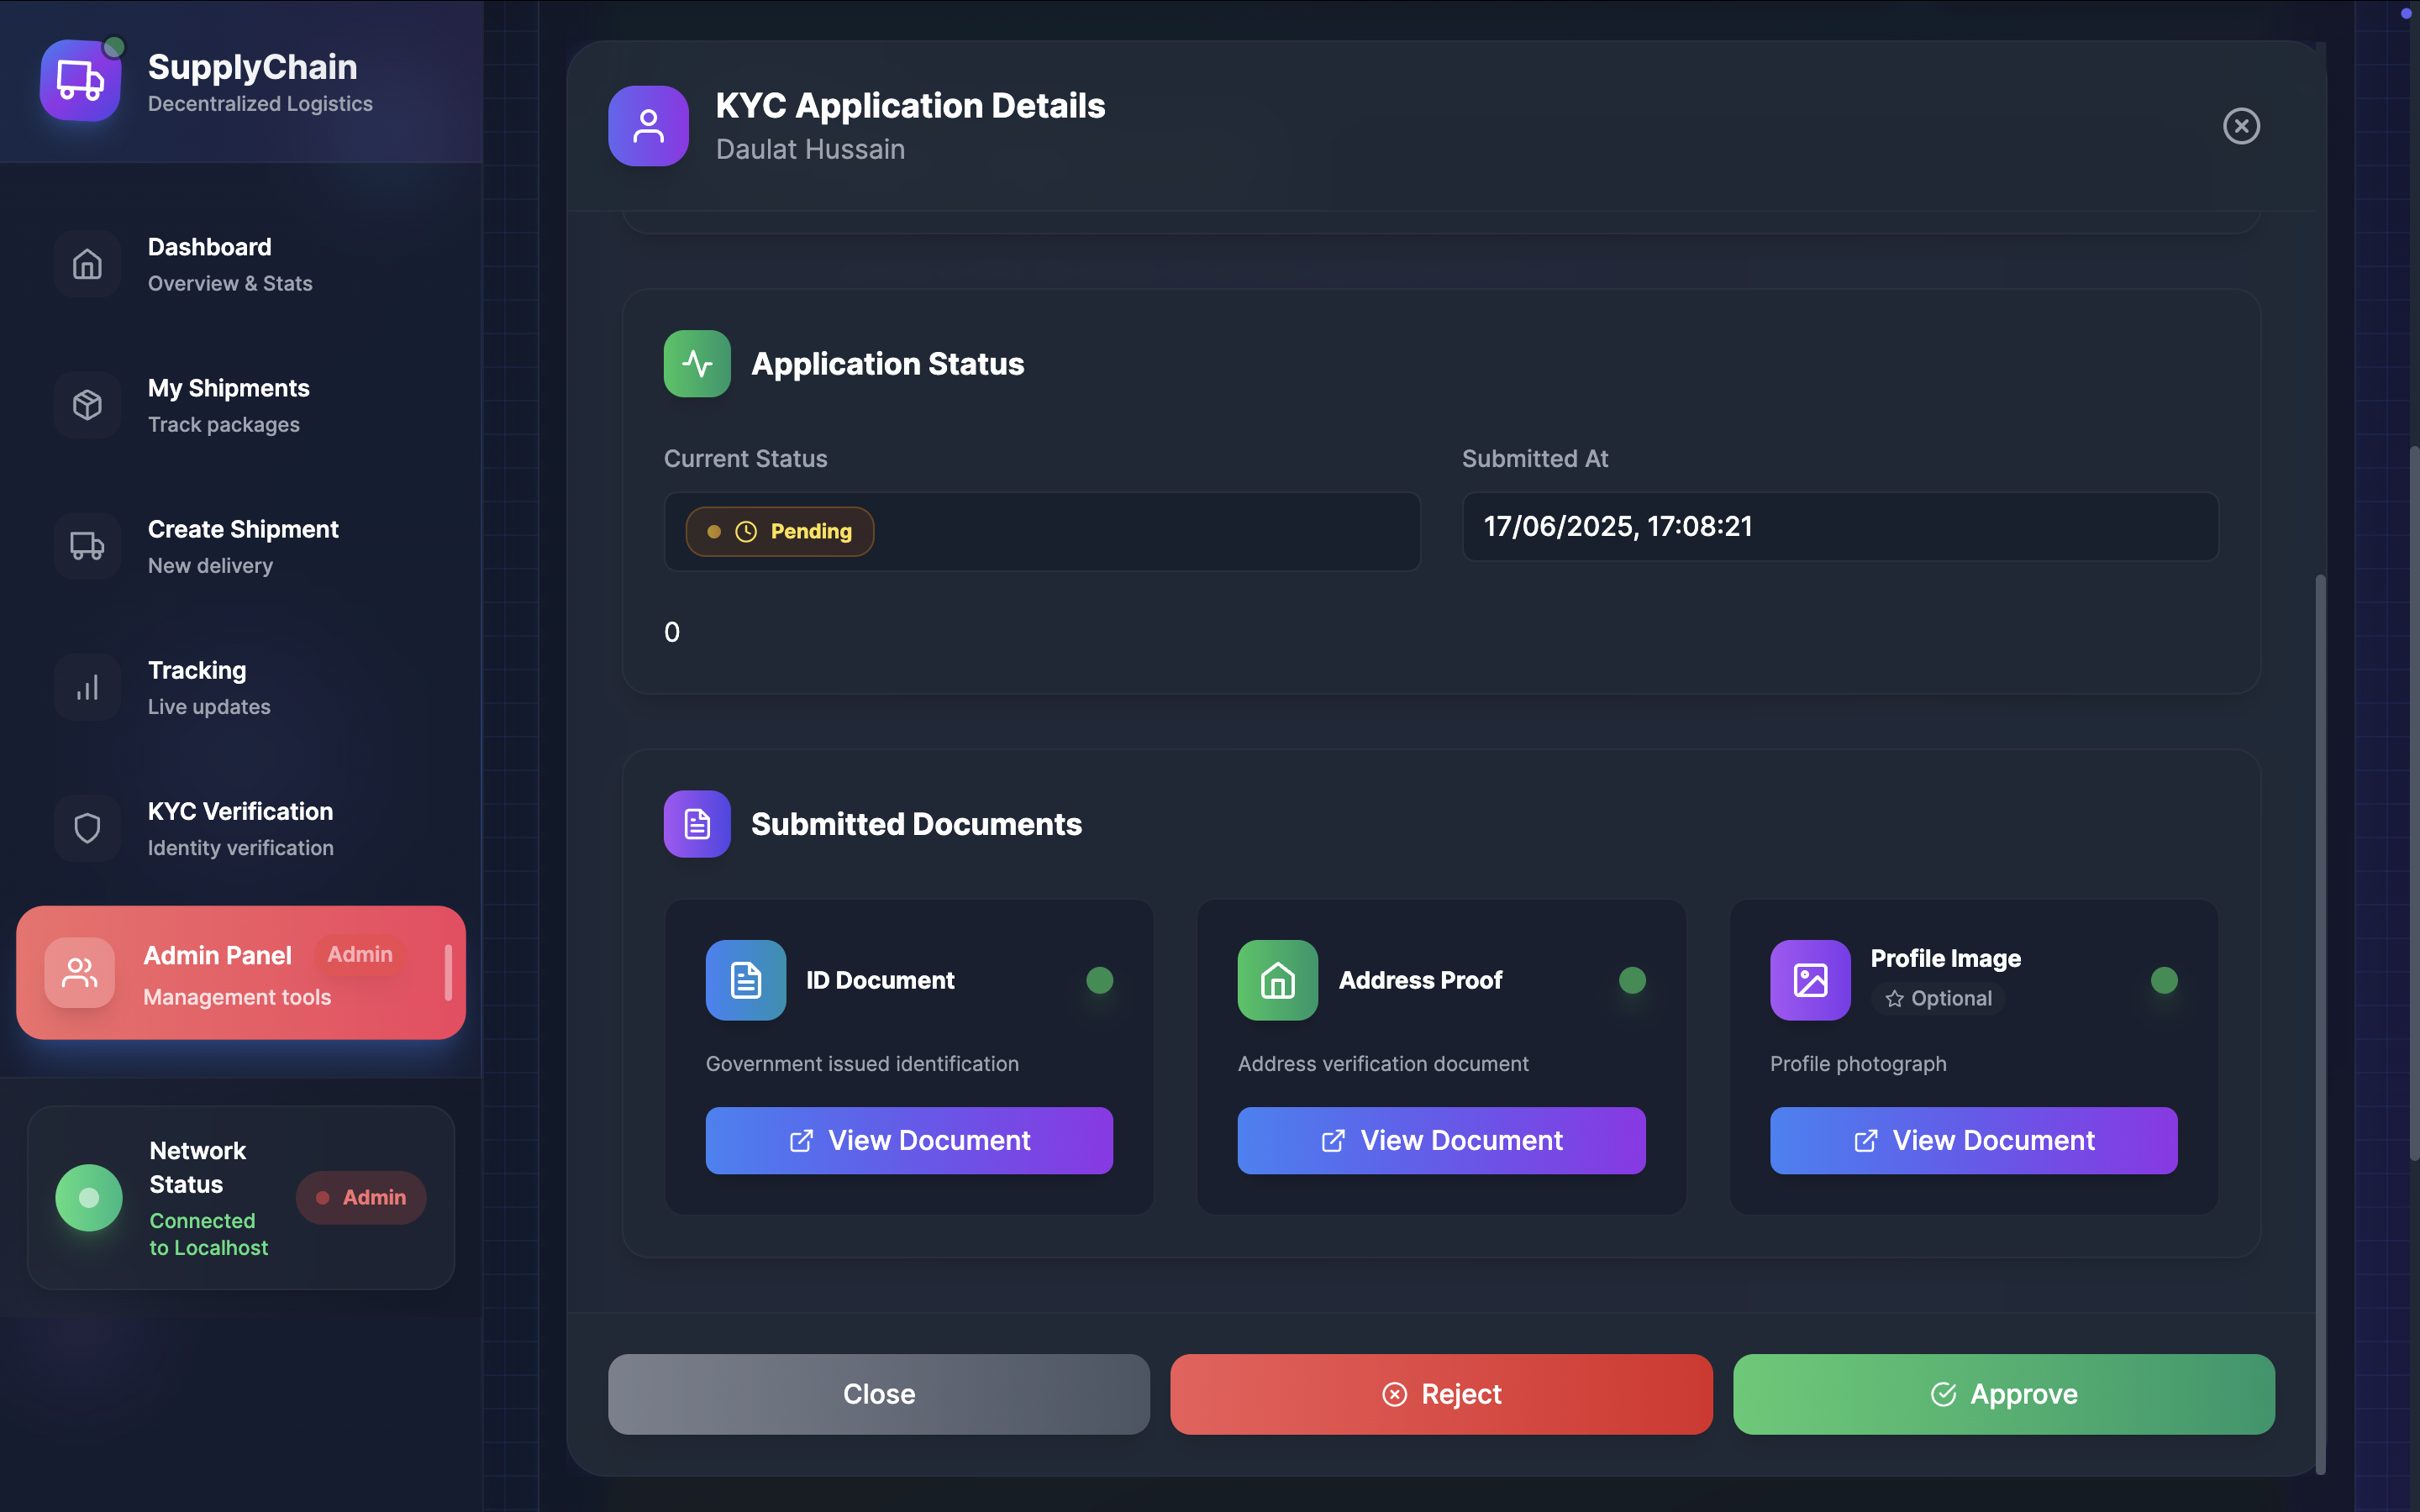 SupplyChain
Decentralized Logistics
Dashboard
Overview & Stats
My Shipments
Track packages
Create Shipment
New delivery
Tracking
Live updates
KYC Verification
Identity verification
Admin Panel Admin
Management tools
Network
Status
Connected
to Localhost
Admin
KYC Application Details
Daulat Hussain
Application Status
Current Status
Pending
Submitted At
17/06/2025, 17:08:21
0
Submitted Documents
ID Document
Government issued identification
View Document
Address Proof
Address verification document
View Document
Profile Image
Optional
Profile photograph
View Document
Close
Reject
Approve